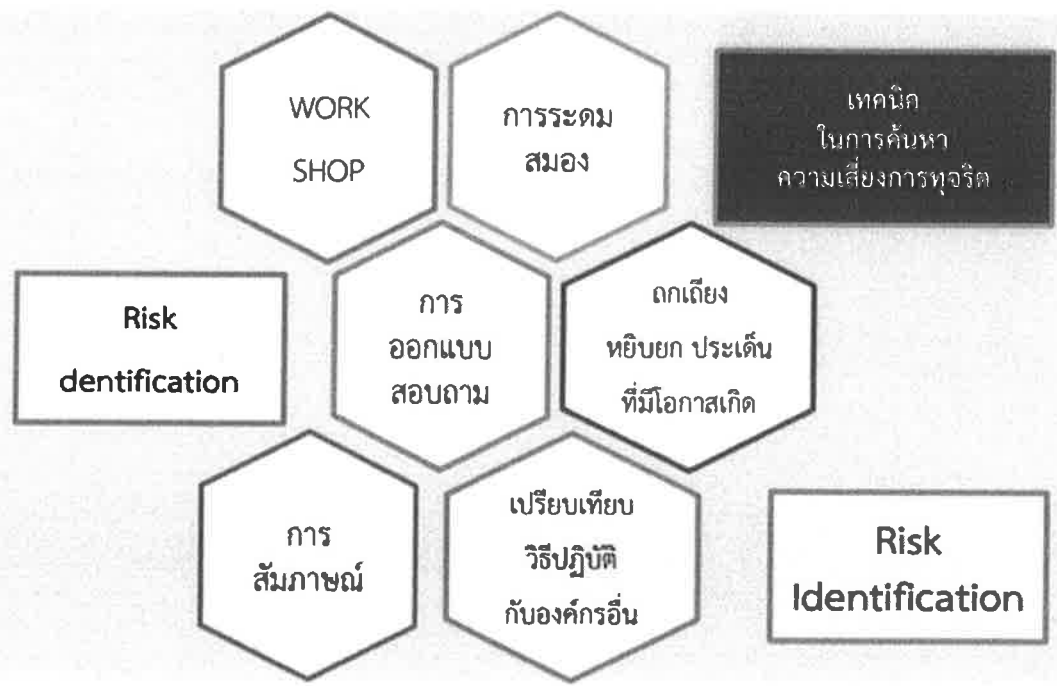 WORK
SHOP
การระดม
สมอง
เทคนิค
ในการค้นหา
ความเสี่ยงการทุจริต
Risk
dentification
การ
ออกแบบ
สอบถาม
ถกเถียง
หยิบยก ประเด็น
ที่มีโอกาสเกิด
การ
สัมภาษณ์
เปรียบเทียบ
วิธีปฏิบัติ
กับองค์กรอื่น
Risk
Identification